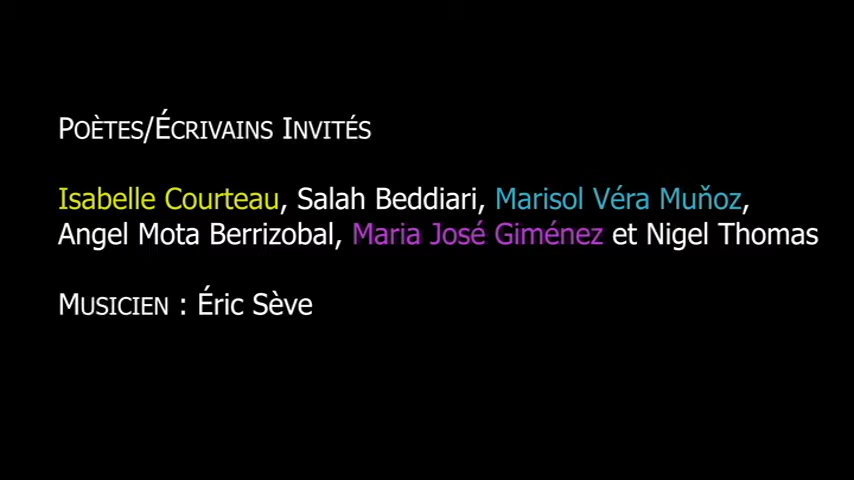 POÈTES/ÉCRIVAINS INVITÉS
Isabelle Courteau, Salah Beddiari, Marisol Véra Muňoz,
Angel Mota Berrizobal, Maria José Giménez et Nigel Thomas
MUSICIEN : Éric Sève